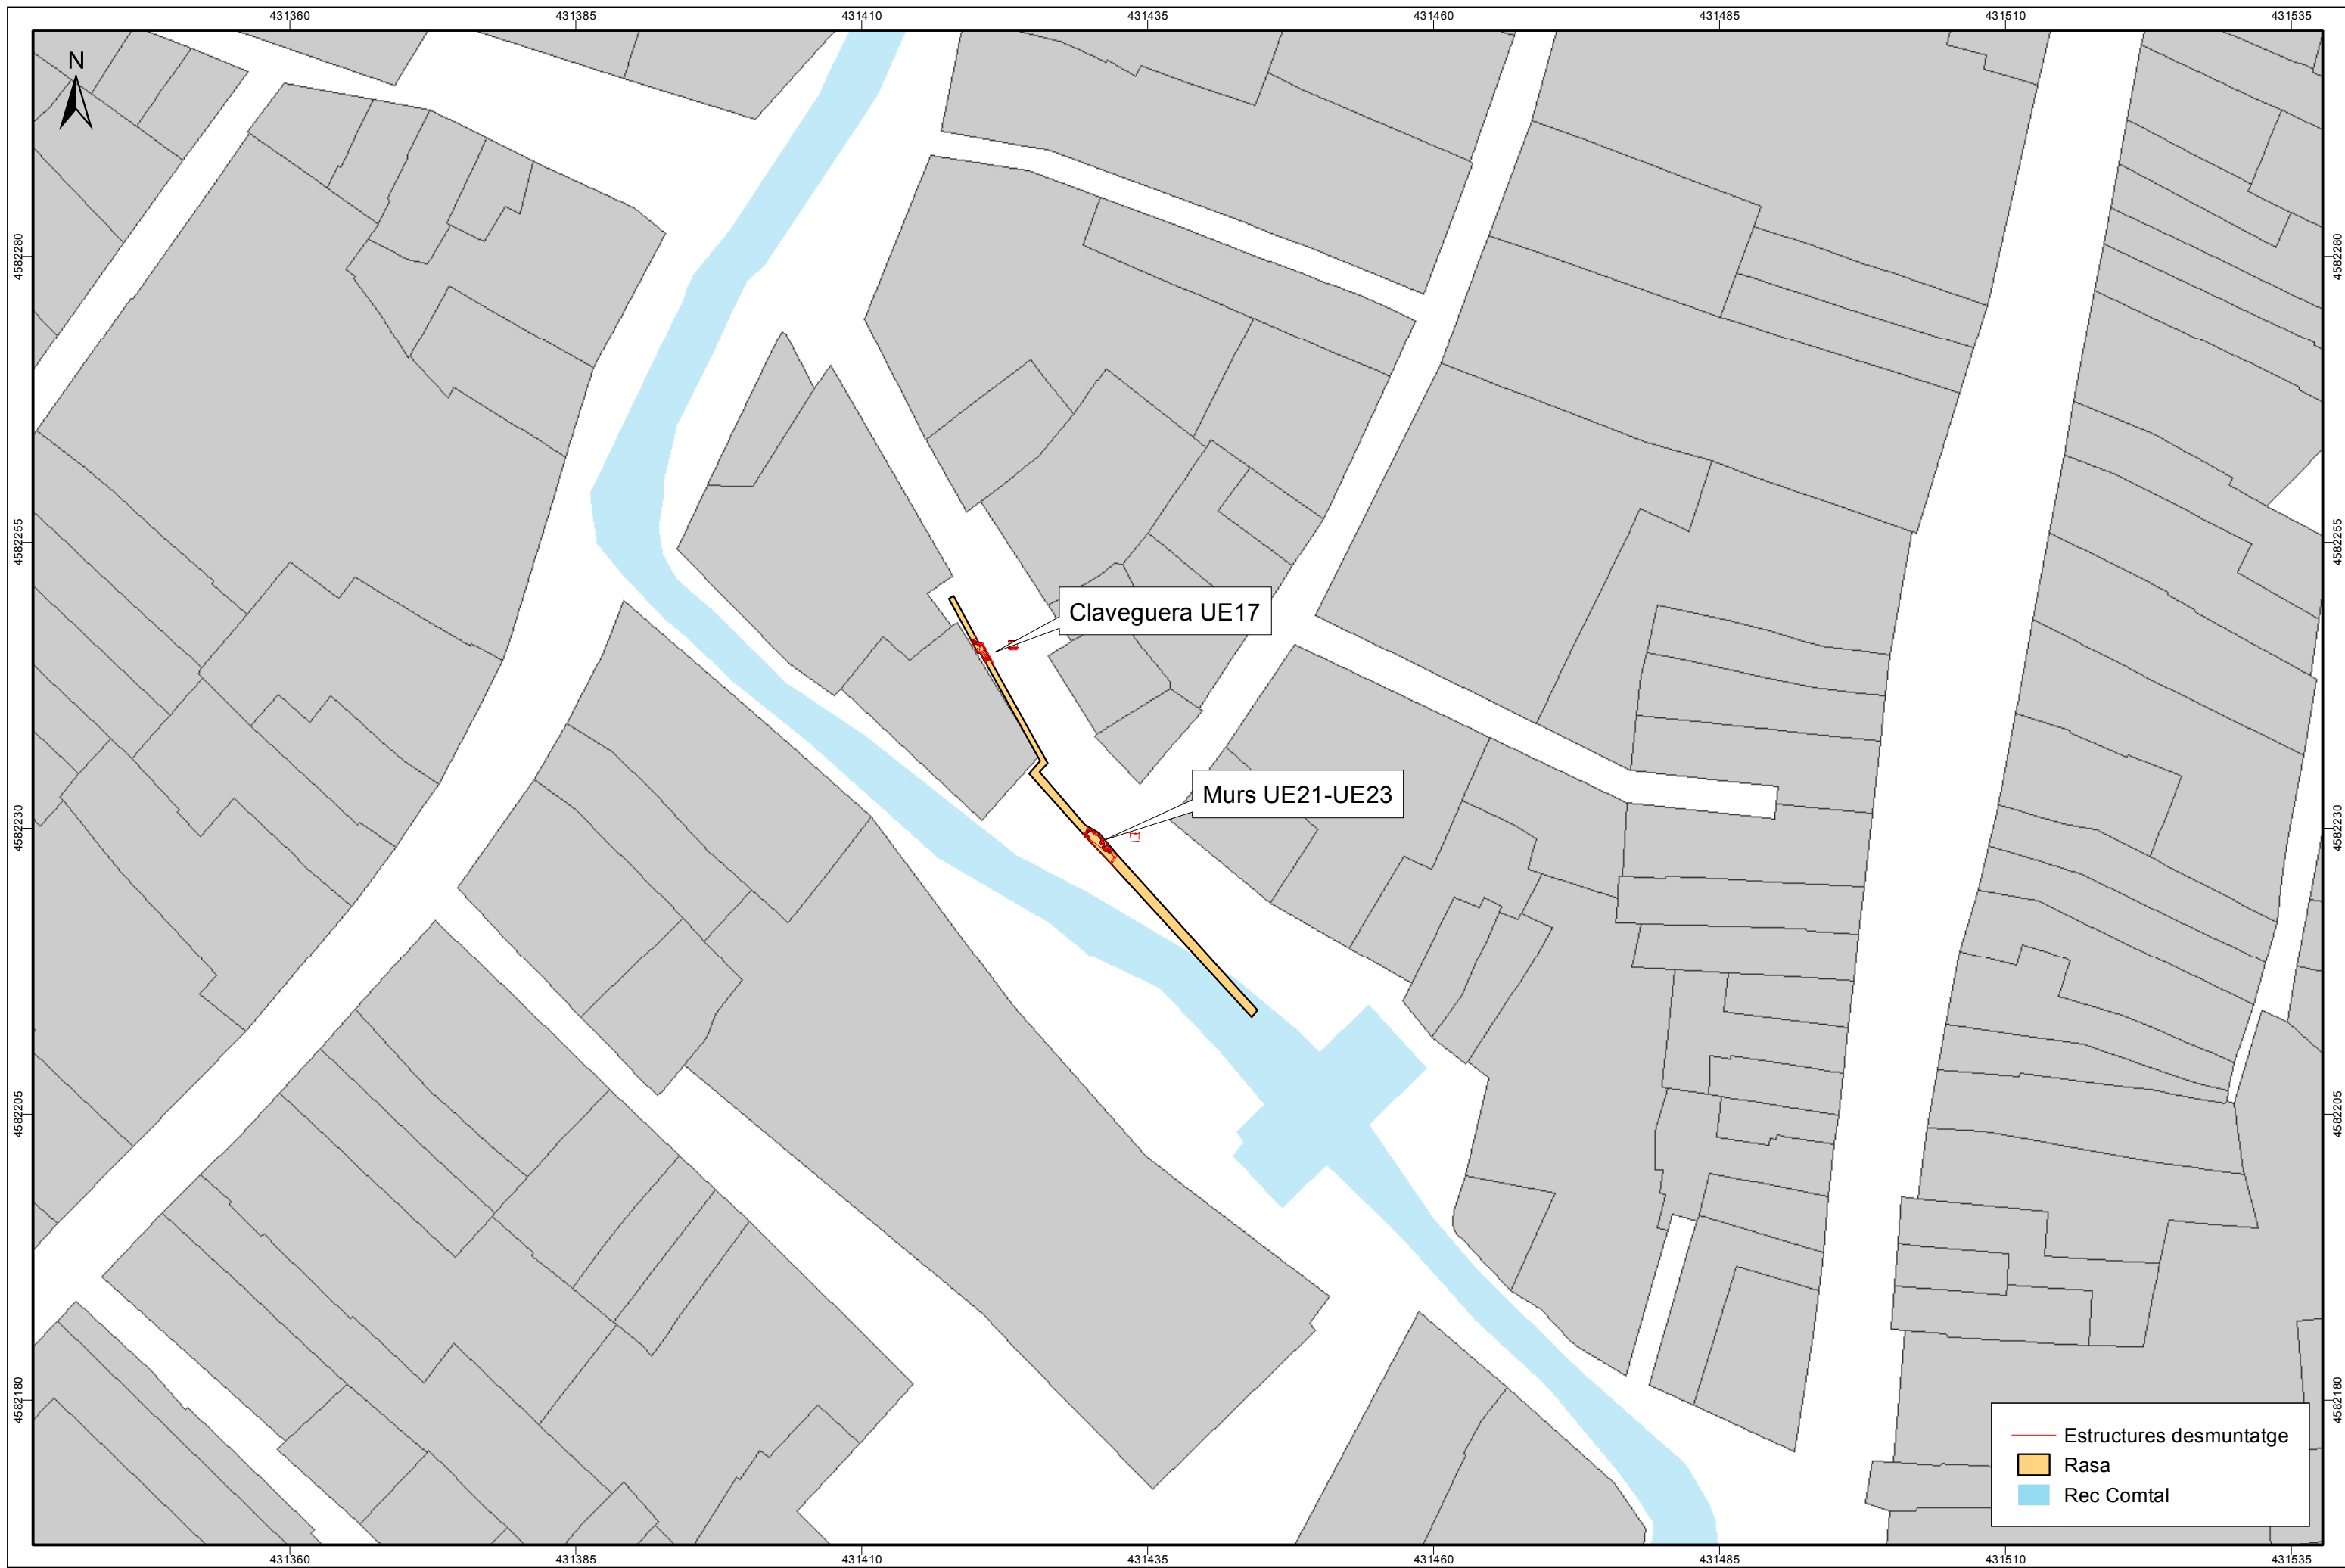 431360 431385 431410 431435 431460 431485 431510 431535
N
4582280 4582280
4582255 4582255
Claveguera UE17
Murs UE21-UE23
4582230 4582230
4582205 4582205
4582180 4582180
Estructures desmuntatge
Rasa
Rec Comtal
431360 431385 431410 431435 431460 431485 431510 431535